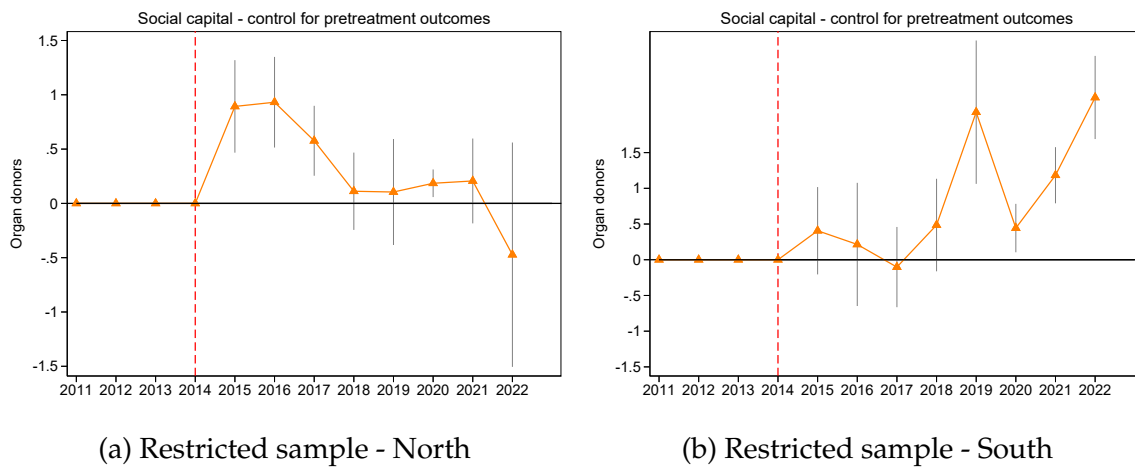 Social capital - control for pretreatment outcomes
Organ donors
1.5
1
.5
0
-.5
-1
-1.5
2011 2012 2013 2014 2015 2016 2017 2018 2019 2020 2021 2022
(a) Restricted sample - North
Social capital - control for pretreatment outcomes
Organ donors
1.5
1
.5
0
-.5
-1
-1.5
2011 2012 2013 2014 2015 2016 2017 2018 2019 2020 2021 2022
(b) Restricted sample - South